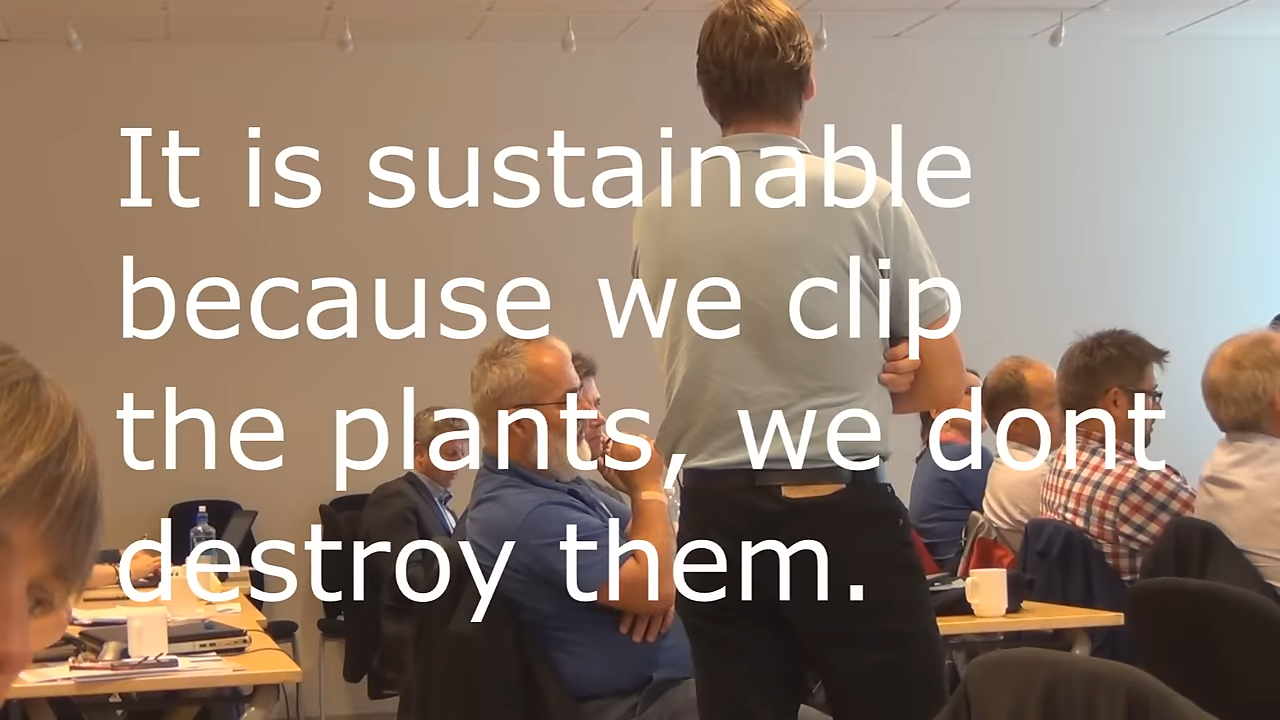 It is sustainable
because we clip
the plants, we dont
destroy them.